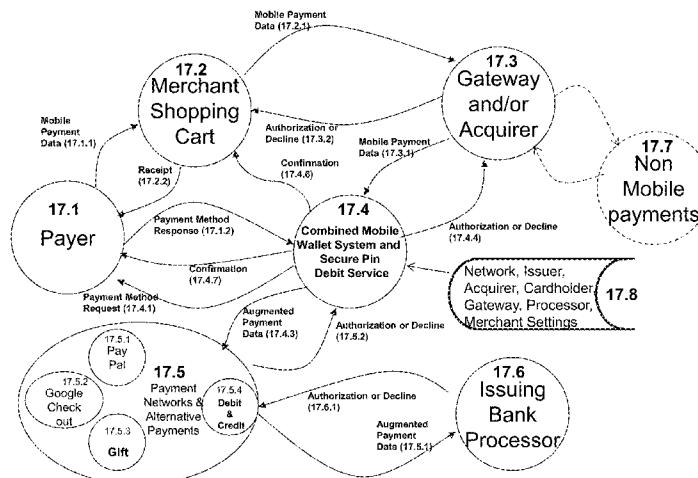 Mobile Payment
Data (17.2.1)
17.2
Merchant
Shopping
Cart
17.3
Gateway
and/or
Acquirer
Mobile
Payment
Data (17.1.1)
Authorization or
Decline (17.3.2)
Mobile Payment
Data (17.3.1)
17.7
Non
Mobile
payments
Receipt
(17.2.2)
Confirmation
(17.4.6)
17.1
Payer
Payment Method
Response (17.1.2)
17.4
Combined Mobile
Wallet System and
Secure Pin
Debit Service
Authorization or Decline
(17.4.4)
Confirmation
(17.4.7)
Payment Method
Request (17.4.1)
Network, Issuer,
Acquirer, Cardholder,
Gateway, Processor,
Merchant Settings
17.8
Augmented
Payment
Data (17.4.3)
Authorization or Decline
(17.5.2)
17.5.1
Pay
Pal
17.5
Payment
Networks &
Alternative
Payments
17.5.2
Google
Check
out
17.5.3
Gift
17.5.4
Debit
&
Credit
Authorization or Decline
(17.6.1)
17.6
Issuing
Bank
Processor
Augmented
Payment
Data (17.5.1)